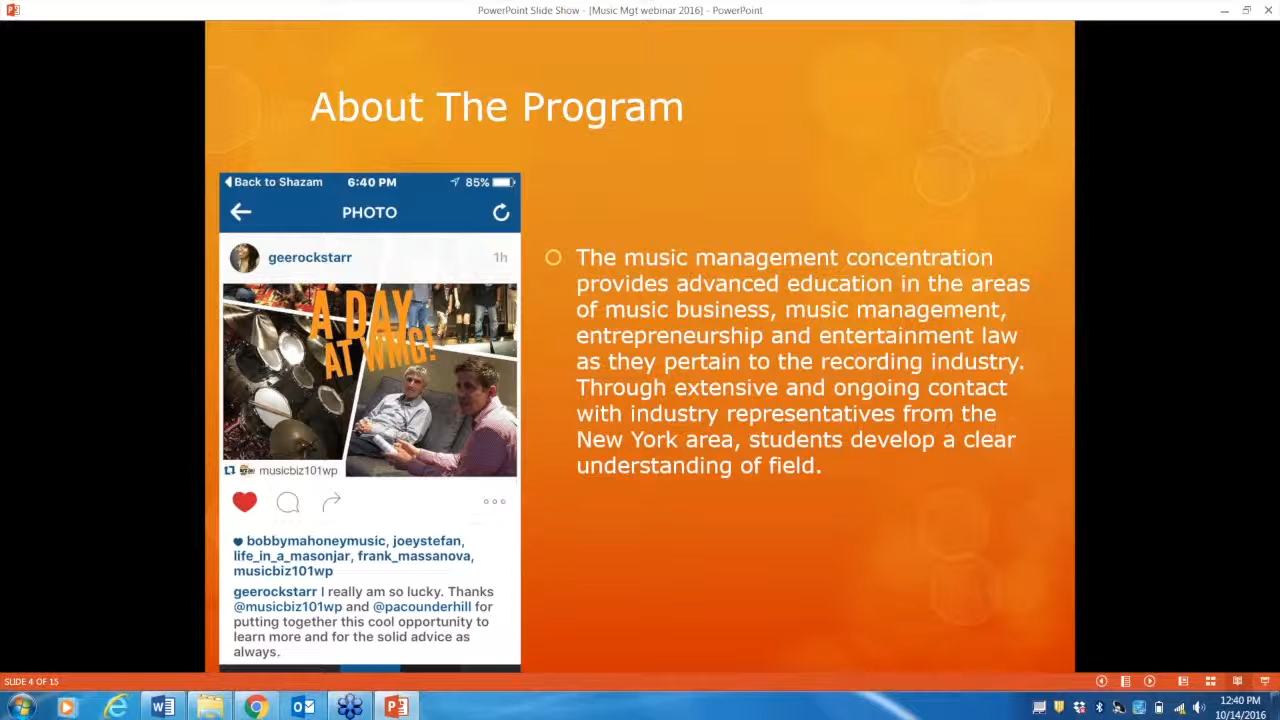 PowerPoint Slide Show - [Music Mgt webinar 2016] - PowerPoint
About The Program
Back to Shazam 6:40 PM 85%
PHOTO
geerockstarr 1h
A DAY
AT WMG!
musicbiz101wp
bobbymahoneymusic, joeystefan,
life_in_a_masonjar, frank_massanova,
musicbiz101wp
geerockstarr I really am so lucky. Thanks
@musicbiz101wp and @pacounderhill for
putting together this cool opportunity to
learn more and for the solid advice as
always.
The music management concentration
provides advanced education in the areas
of music business, music management,
entrepreneurship and entertainment law
as they pertain to the recording industry.
Through extensive and ongoing contact
with industry representatives from the
New York area, students develop a clear
understanding of field.
SLIDE 4 OF 15
12:40 PM
10/14/2016